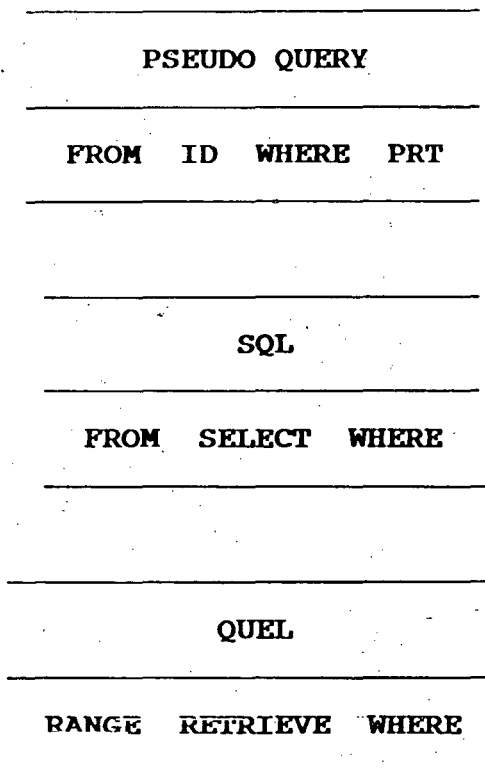 PSEUDO QUERY
FROM ID WHERE PRT
SQL
FROM SELECT WHERE
QUEL
RANGE RETRIEVE WHERE